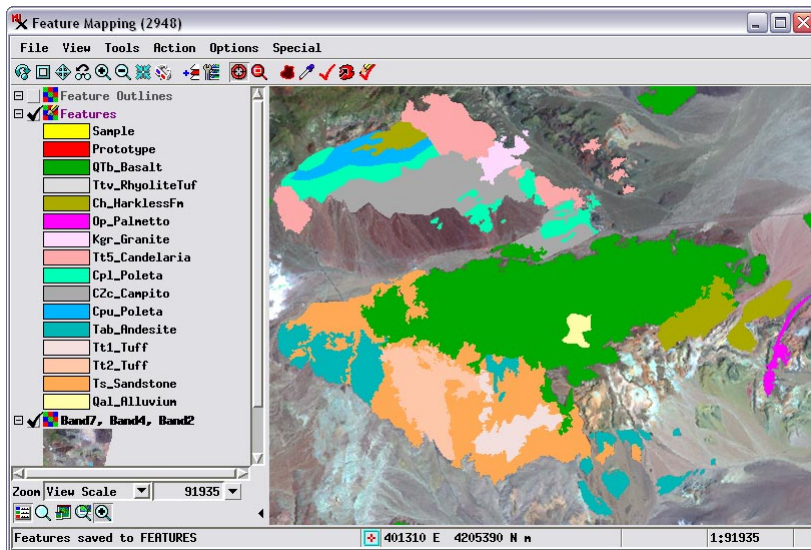 Feature Mapping (2948)
File View Tools Action Options Special
Feature Outlines
Features
Sample
Prototype
QTb_Basalt
Ttv_RhyoliteTuf
Ch_HarklessFm
Op_Palmetto
Kgr_Granite
Tt5_Candelaria
Cpl_Poleta
CZc_Campito
Cpu_Poleta
Tab_Andesite
Tt1_Tuff
Tt2_Tuff
Ts_Sandstone
Qal_Alluvium
Band7, Band4, Band2
Zoom View Scale 91935
Features saved to FEATURES 401310 E 4205390 N m 1:91935